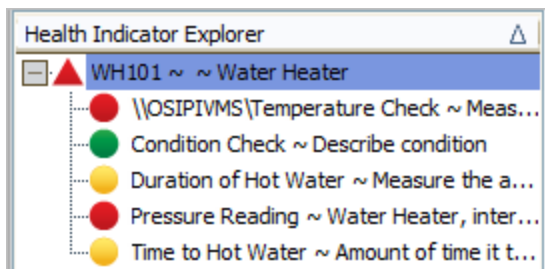 Health Indicator Explorer
WH101 ~ ~ Water Heater
\\OSIPIVMS\Temperature Check ~ Meas...
Condition Check ~ Describe condition
Duration of Hot Water ~ Measure the a...
Pressure Reading ~ Water Heater, inter...
Time to Hot Water ~ Amount of time it t...